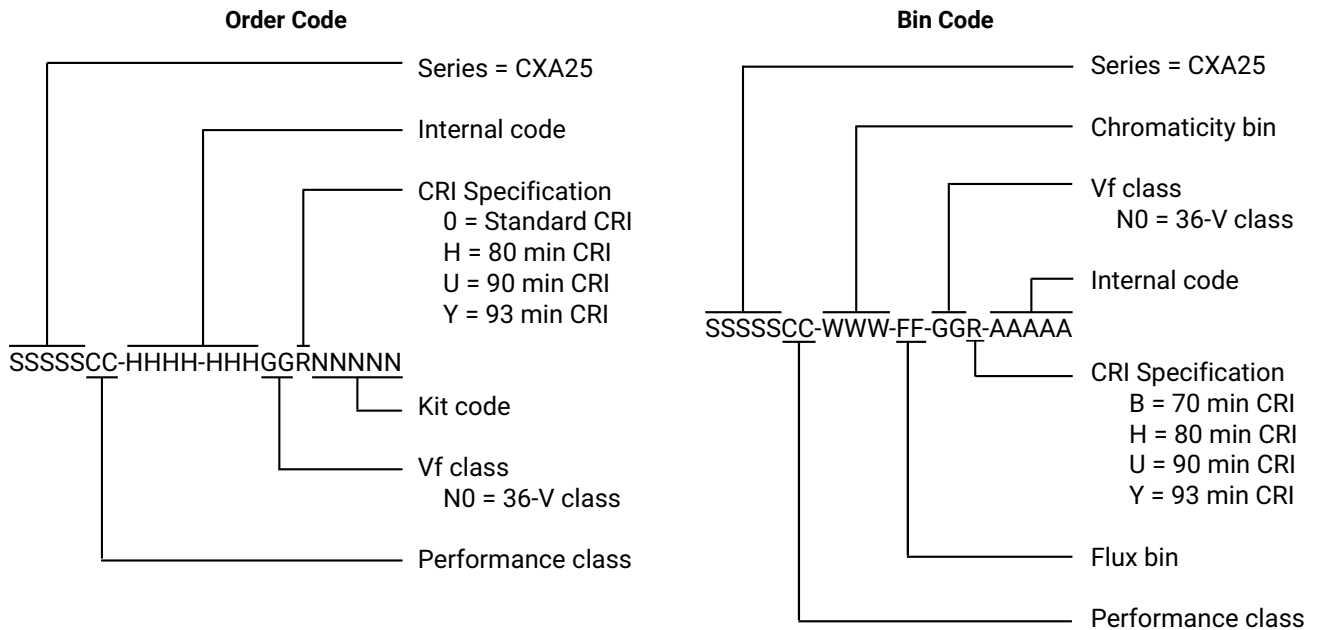 Order Code
Series = CXA25
Internal code
CRI Specification
0 = Standard CRI
H = 80 min CRI
U = 90 min CRI
Y = 93 min CRI
SSSSSCC-HHHH-HHHGGRNNNNN
Kit code
Vf class
N0 = 36-V class
Performance class
Bin Code
Series = CXA25
Chromaticity bin
Vf class
N0 = 36-V class
Internal code
SSSSSCC-WWW-FF-GGR-AAAAA
CRI Specification
B = 70 min CRI
H = 80 min CRI
U = 90 min CRI
Y = 93 min CRI
Flux bin
Performance class